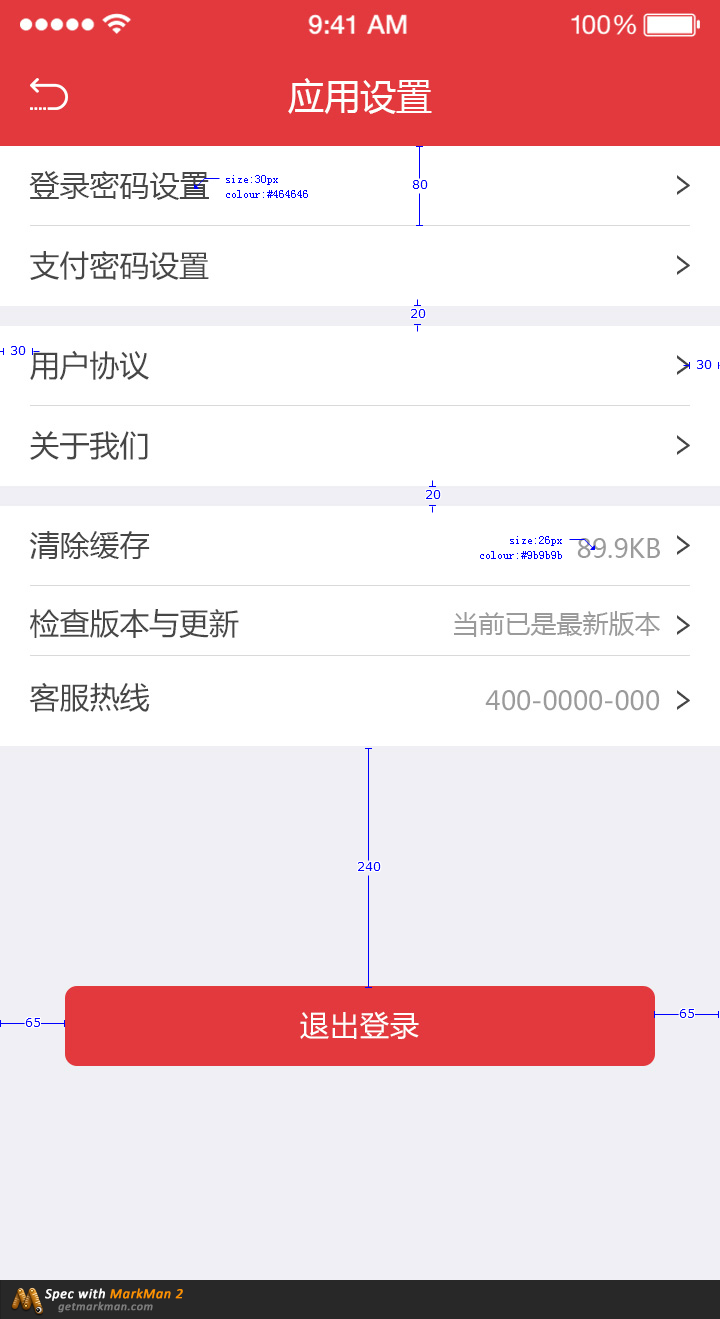 9:41 AM 100%
应用设置
登录密码设置
size:30px
colour:#464646
80
支付密码设置
20
30
用户协议
30
关于我们
20
清除缓存
size:26px
colour:#9b9b9b
89.9KB
检查版本与更新 当前已是最新版本
客服热线 400-0000-000
240
65
退出登录
65
Spec with MarkMan 2
getmarkman.com